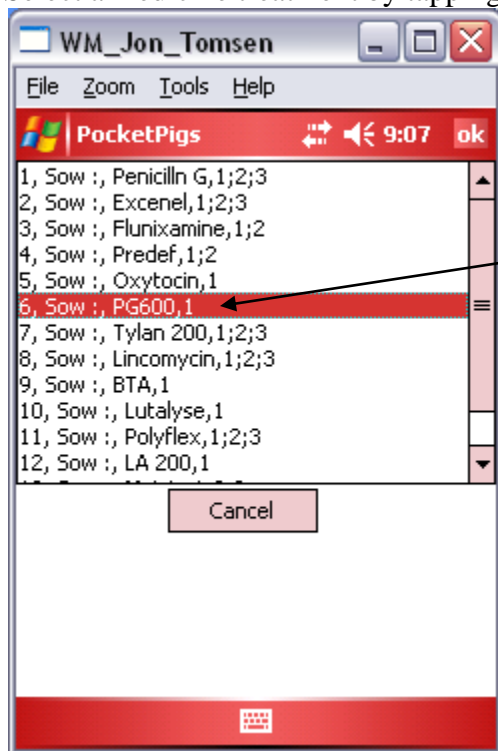 WM_Jon_Tomsen
File Zoom Tools Help
PocketPigs 9:07 ok
1, Sow :, Penicilln G,1;2;3
2, Sow :, Excenel,1;2;3
3, Sow :, Flunixamine,1;2
4, Sow :, Predef,1;2
5, Sow :, Oxytocin,1
6, Sow :, PG600,1
7, Sow :, Tylan 200,1;2;3
8, Sow :, Lincomycin,1;2;3
9, Sow :, BTA,1
10, Sow :, Lutalyse,1
11, Sow :, Polyflex,1;2;3
12, Sow :, LA 200,1
Cancel